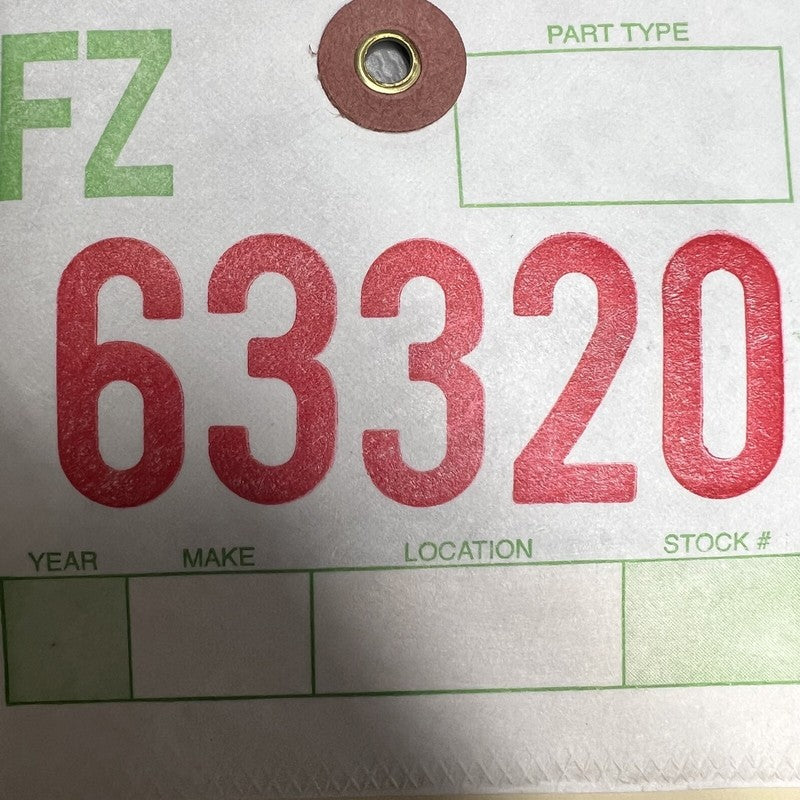 FZ
PART TYPE
63320
YEAR MAKE LOCATION STOCK #